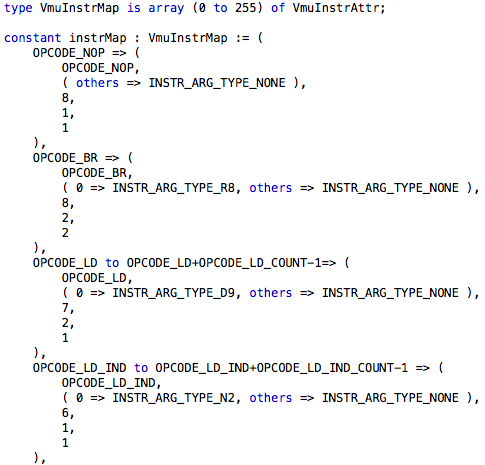 type VmuInstrMap is array (0 to 255) of VmuInstrAttr;

constant instrMap : VmuInstrMap := (
    OPCODE_NOP => (
        OPCODE_NOP,
        ( others => INSTR_ARG_TYPE_NONE ),
        8,
        1,
        1
    ),
    OPCODE_BR => (
        OPCODE_BR,
        ( 0 => INSTR_ARG_TYPE_R8, others => INSTR_ARG_TYPE_NONE ),
        8,
        2,
        2
    ),
    OPCODE_LD to OPCODE_LD+OPCODE_LD_COUNT-1=> (
        OPCODE_LD,
        ( 0 => INSTR_ARG_TYPE_D9, others => INSTR_ARG_TYPE_NONE ),
        7,
        2,
        1
    ),
    OPCODE_LD_IND to OPCODE_LD_IND+OPCODE_LD_IND_COUNT-1 => (
        OPCODE_LD_IND,
        ( 0 => INSTR_ARG_TYPE_N2, others => INSTR_ARG_TYPE_NONE ),
        6,
        1,
        1
    ),